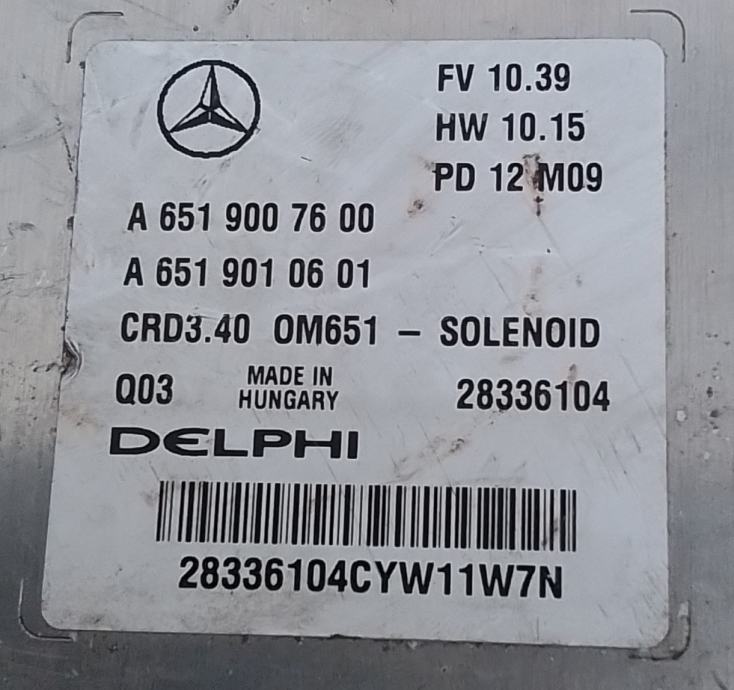 FV 10.39
HW 10.15
PD 12 M09
A 651 900 76 00
A 651 901 06 01
CRD3.40 OM651 – SOLENOID
Q03 MADE IN HUNGARY 28336104
DELPHI
28336104CYW11W7N